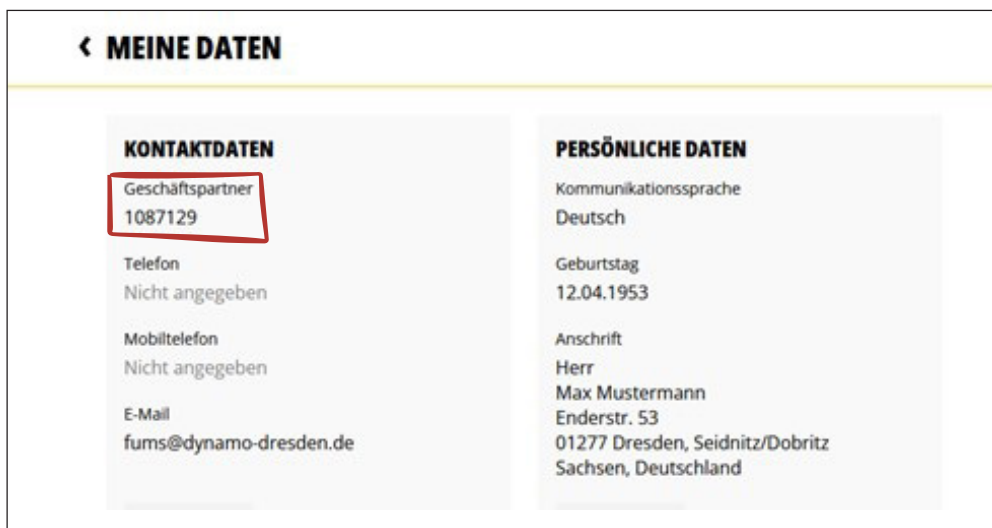 MEINE DATEN
KONTAKTDATEN
Geschäftspartner
1087129
Telefon
Nicht angegeben
Mobiltelefon
Nicht angegeben
E-Mail
fums@dynamo-dresden.de
PERSÖNLICHE DATEN
Kommunikationssprache
Deutsch
Geburtstag
12.04.1953
Anschrift
Herr
Max Mustermann
Enderstr. 53
01277 Dresden, Seidnitz/Dobritz
Sachsen, Deutschland